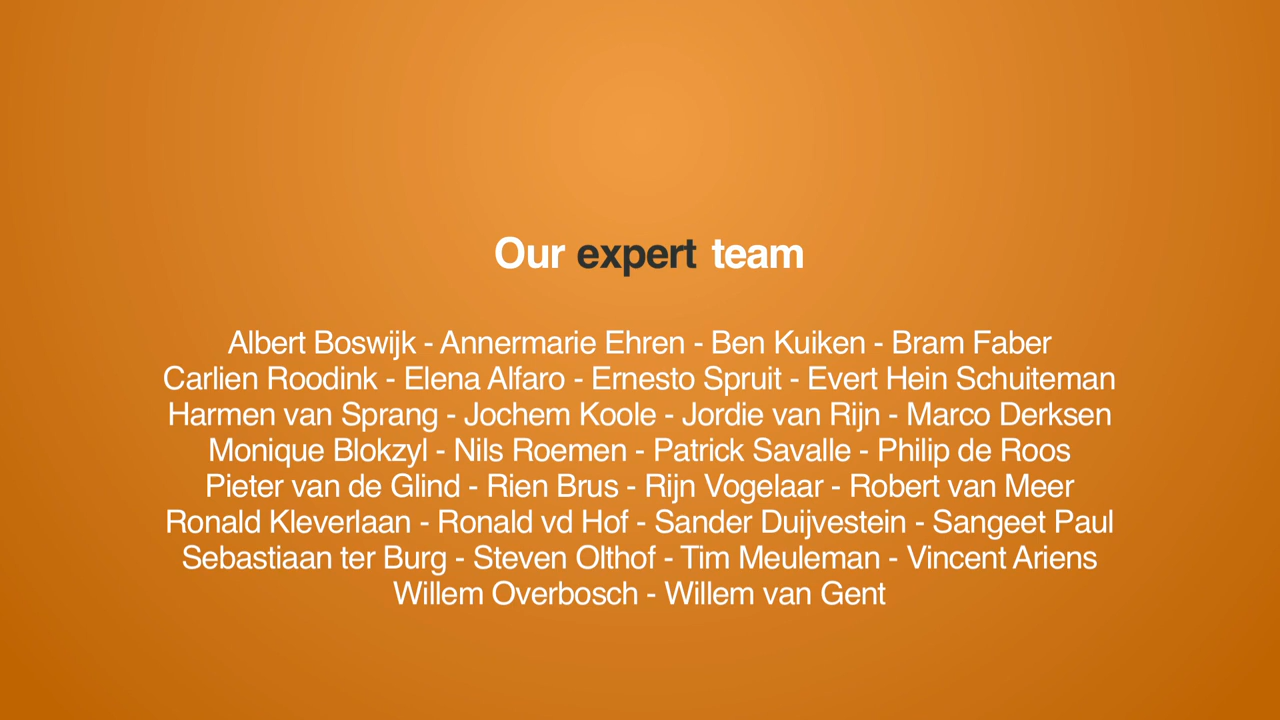 Our expert team
Albert Boswijk - Annermarie Ehren - Ben Kuiken - Bram Faber
Carlien Roodink - Elena Alfaro - Ernesto Spruit - Evert Hein Schuiteman
Harmen van Sprang - Jochem Koole - Jordie van Rijn - Marco Derksen
Monique Blokzyl - Nils Roemen - Patrick Savalle - Philip de Roos
Pieter van de Glind - Rien Brus - Rijn Vogelaar - Robert van Meer
Ronald Kleverlaan - Ronald vd Hof - Sander Duijvestein - Sangeet Paul
Sebastiaan ter Burg - Steven Olthof - Tim Meuleman - Vincent Ariens
Willem Overbosch - Willem van Gent